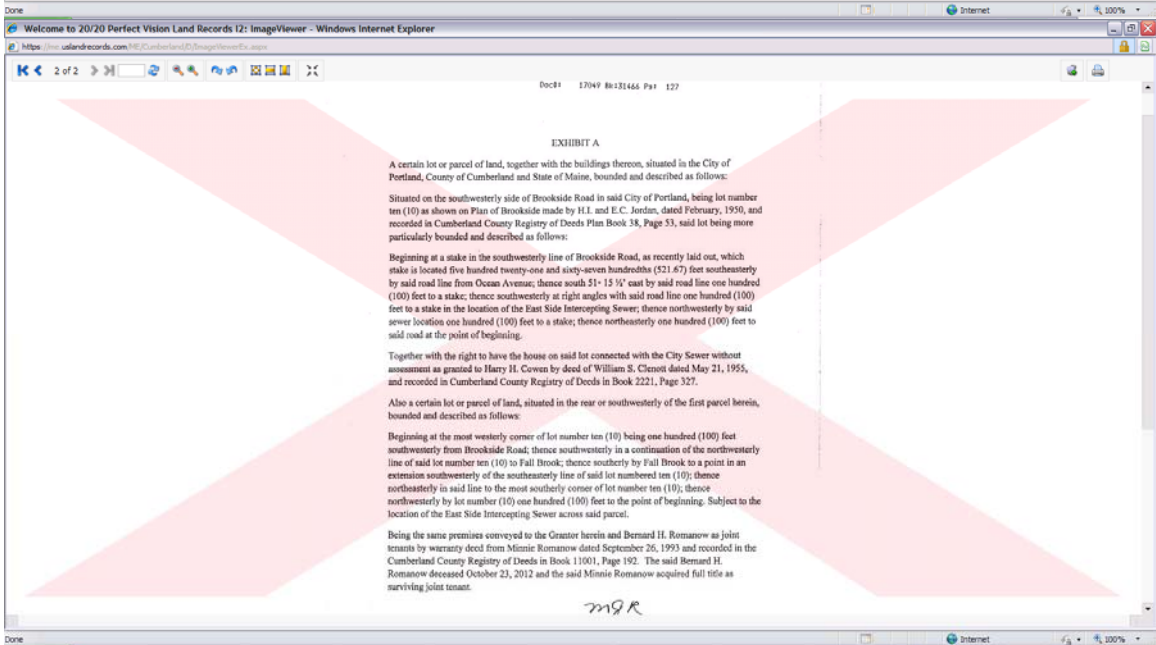 Done
Internet
100%
Welcome to 20/20 Perfect Vision Land Records I2: ImageViewer - Windows Internet Explorer
https://me.uslandrecords.com/ME/Cumberland/D/ImageViewerEx.aspx
2 of 2
Doc#: 17049 Bk:31466 Pg: 127
EXHIBIT A
A certain lot or parcel of land, together with the buildings thereon, situated in the City of
Portland, County of Cumberland and State of Maine, bounded and described as follows:
Situated on the southwesterly side of Brookside Road in said City of Portland, being lot number
ten (10) as shown on Plan of Brookside made by H.I. and E.C. Jordan, dated February, 1950, and
recorded in Cumberland County Registry of Deeds Plan Book 38, Page 53, said lot being more
particularly bounded and described as follows:
Beginning at a stake in the southwesterly line of Brookside Road, as recently laid out, which
stake is located five hundred twenty-one and sixty-seven hundredths (521.67) feet southeasterly
by said road line from Ocean Avenue; thence south 51° 15 ½' east by said road line one hundred
(100) feet to a stake; thence southwesterly at right angles with said road line one hundred (100)
feet to a stake in the location of the East Side Intercepting Sewer; thence northwesterly by said
sewer location one hundred (100) feet to a stake; thence northeasterly one hundred (100) feet to
said road at the point of beginning.
Together with the right to have the house on said lot connected with the City Sewer without
assessment as granted to Harry H. Cowen by deed of William S. Clenott dated May 21, 1955,
and recorded in Cumberland County Registry of Deeds in Book 2221, Page 327.
Also a certain lot or parcel of land, situated in the rear or southwesterly of the first parcel herein,
bounded and described as follows:
Beginning at the most westerly corner of lot number ten (10) being one hundred (100) feet
southwesterly from Brookside Road; thence southwesterly in a continuation of the northwesterly
line of said lot number ten (10) to Fall Brook; thence southerly by Fall Brook to a point in an
extension southwesterly of the southeasterly line of said lot numbered ten (10); thence
northeasterly in said line to the most southerly corner of lot number ten (10); thence
northwesterly by lot number (10) one hundred (100) feet to the point of beginning. Subject to the
location of the East Side Intercepting Sewer across said parcel.
Being the same premises conveyed to the Grantor herein and Bernard H. Romanow as joint
tenants by warranty deed from Minnie Romanow dated September 26, 1993 and recorded in the
Cumberland County Registry of Deeds in Book 11001, Page 192. The said Bernard H.
Romanow deceased October 23, 2012 and the said Minnie Romanow acquired full title as
surviving joint tenant.
MJR
Done
Internet
100%